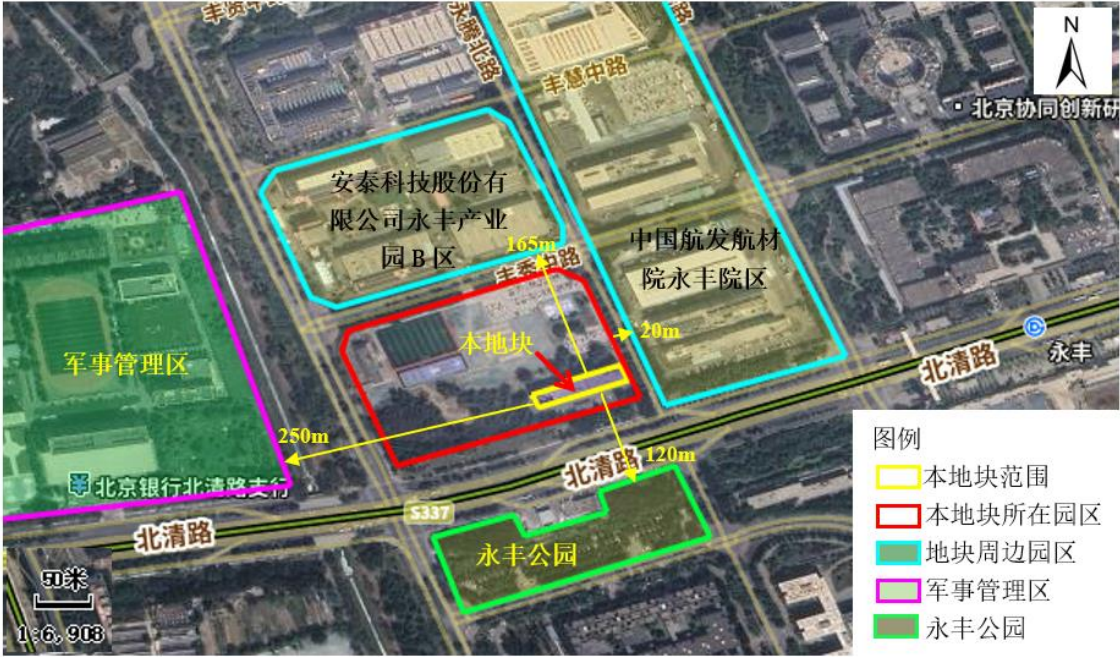 丰贤中路
永腾北路
路
丰慧中路
N
北京协同创新研
安泰科技股份有
限公司永丰产业
园B区
165m
丰秀中路
中国航发航材
院永丰院区
20m
本地块
军事管理区
永丰
北清路
250m
120m
北清路
北京银行北清路支行
S337
北清路
永丰公园
50米
1:6,908
图例
本地块范围
本地块所在园区
地块周边园区
军事管理区
永丰公园